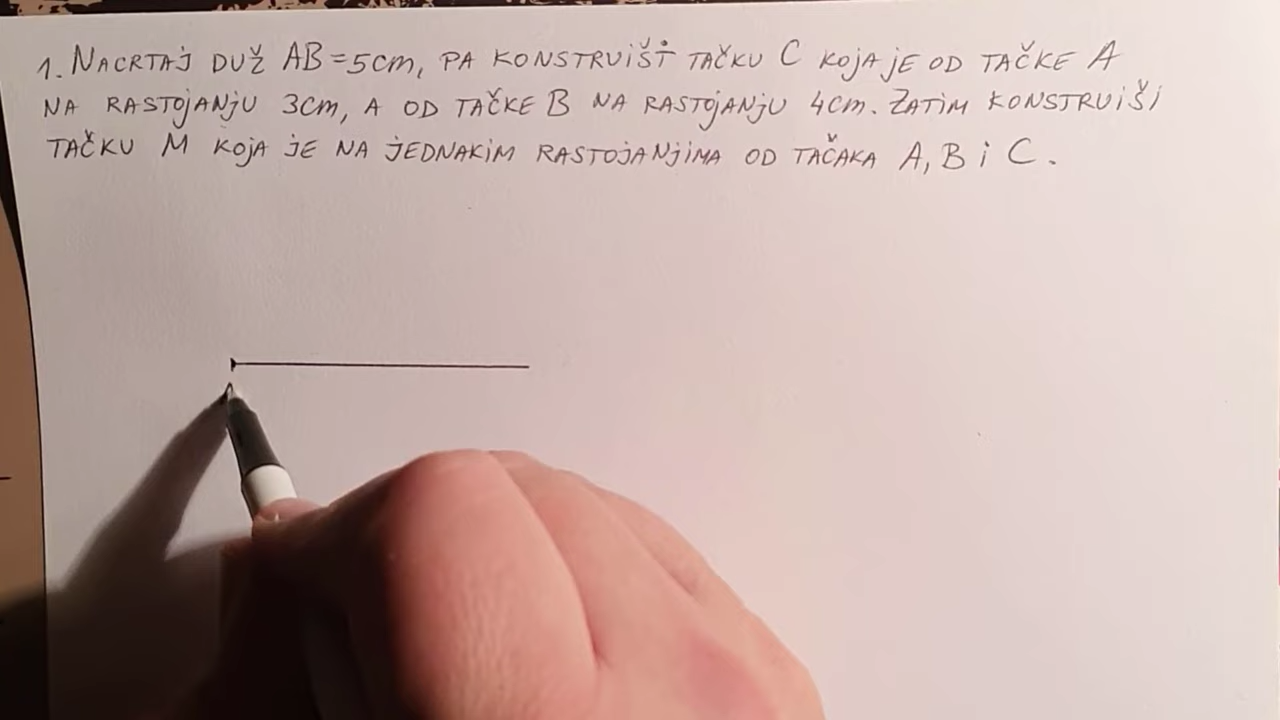 1. NACRTAJ DUŽ AB=5cm, PA KONSTRUIŠI TAČKU C KOJA JE OD TAČKE A
NA RASTOJANJU 3cm, A OD TAČKE B NA RASTOJANJU 4cm. ZATIM KONSTRUIŠI
TAČKU M KOJA JE NA JEDNAKIM RASTOJANJIMA OD TAČAKA A, B i C.